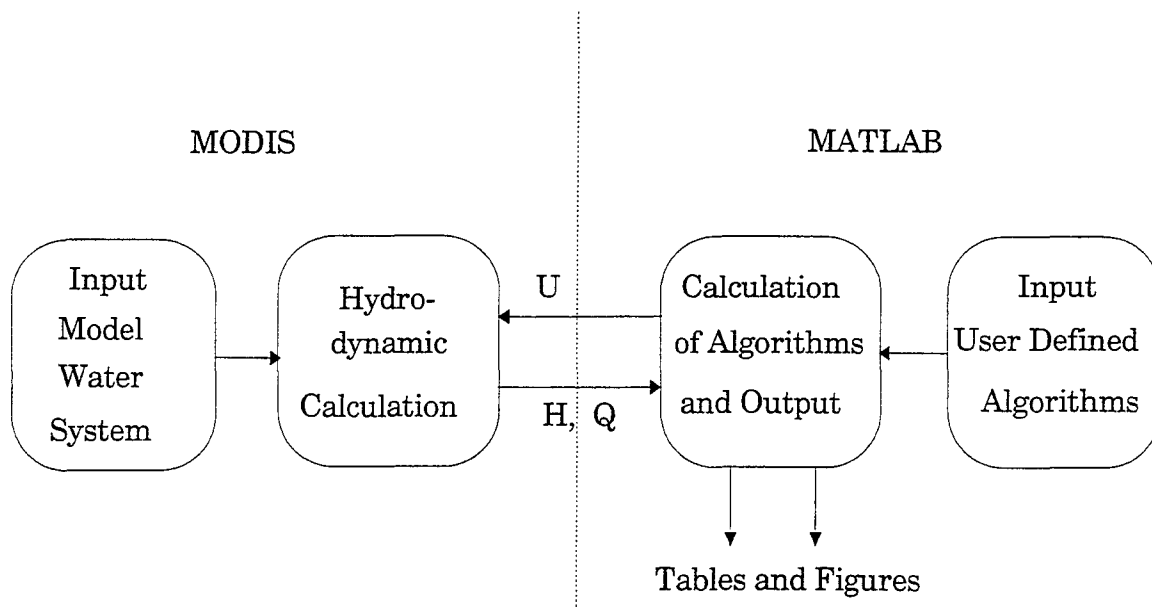 MODIS
MATLAB
Input
Model
Water
System
Hydro-
dynamic
Calculation
U
H, Q
Calculation
of Algorithms
and Output
Input
User Defined
Algorithms
Tables and Figures